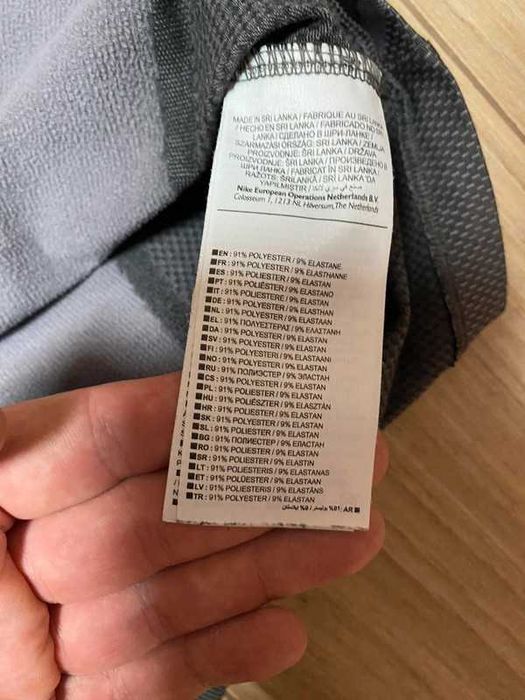 MADE IN SRI LANKA / FABRIQUE AU SRI LANKA
/ HECHO EN SRI LANKA / FABRICADO NO SRI
LANKA / СДЕЛАНО В ШРИ-ЛАНКЕ /
SZÁRMAZÁSI ORSZÁG: SRI LANKA / ZEMLJA
PROIZVODNJE: SRI LANKA / DRŽAVA
PROIZVODNJE: ŠRI LANKA / ПРОИЗВЕДЕНО В
ШРИ ЛАНКА / FABRICAT ÎN SRI LANKA /
RAŽOTS: ŠRILANKĀ / SRİ LANKA'DA
YAPILMIŞTIR /
Nike European Operations Netherlands B.V.
Colosseum 1, 1213 NL Hilversum, The Netherlands
EN: 91% POLYESTER / 9% ELASTANE
FR: 91% POLYESTER / 9% ELASTHANNE
ES: 91% POLIÉSTER / 9% ELASTAN
PT: 91% POLIÉSTER / 9% ELASTANO
IT: 91% POLIESTERE / 9% ELASTAN
DE: 91% POLYESTER / 9% ELASTHAN
NL: 91% POLYESTER / 9% ELASTAAN
EL: 91% ΠΟΛΥΕΣΤΕΡΑΣ / 9% ΕΛΑΣΤΑΝΗ
DA: 91% POLYESTER / 9% ELASTAN
SV: 91% POLYESTER / 9% ELASTAN
FI: 91% POLYESTERI / 9% ELASTAANI
NO: 91% POLYESTER / 9% ELASTAN
RU: 91% ПОЛИЭСТЕР / 9% ЭЛАСТАН
CS: 91% POLYESTER / 9% ELASTAN
PL: 91% POLIESTER / 9% ELASTAN
HU: 91% POLIÉSZTER / 9% ELASZTÁN
HR: 91% POLIESTER / 9% ELASTAN
SK: 91% POLYESTER / 9% ELASTAN
SL: 91% POLIESTER / 9% ELASTAN
BG: 91% ПОЛИЕСТЕР / 9% ЕЛАСТАН
RO: 91% POLIESTER / 9% ELASTAN
SR: 91% POLIESTER / 9% ELASTIN
LT: 91% POLIESTERIS / 9% ELASTANAS
ET: 91% POLÜESTER / 9% ELASTAAN
LV: 91% POLIESTERIS / 9% ELASTĀNS
TR: 91% POLYESTER / 9% ELASTAN
AR